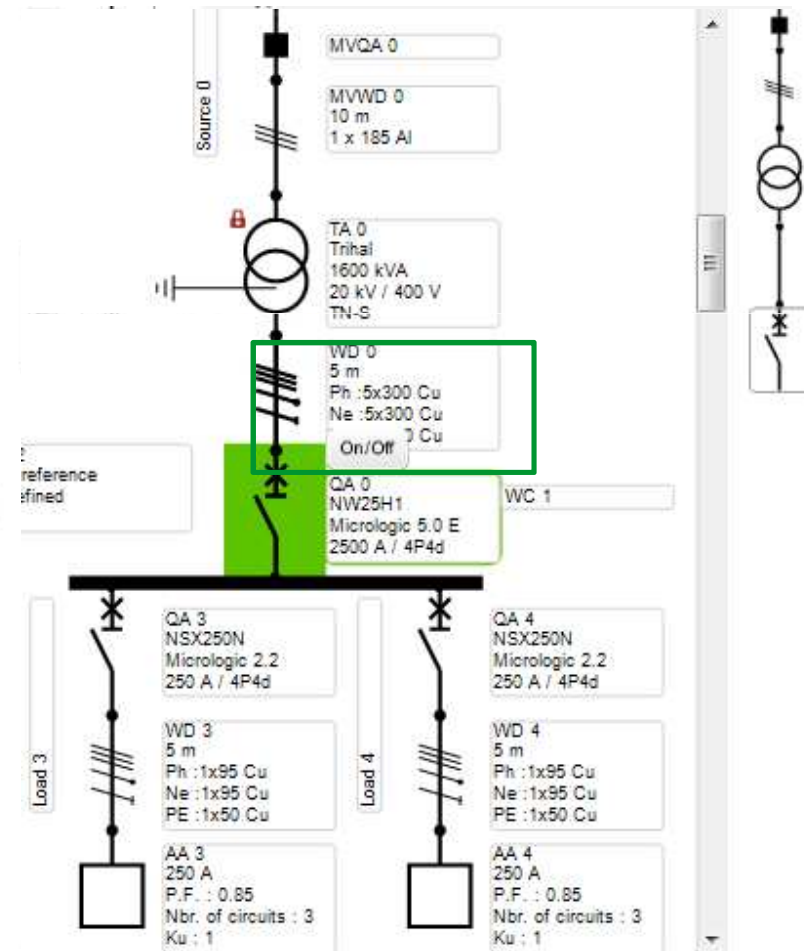 Source 0
MVQA 0
MVWD 0
10 m
1 x 185 Al
TA 0
Trihal
1600 kVA
20 kV / 400 V
TN-S
WD 0
5 m
Ph :5x300 Cu
Ne :5x300 Cu
Cu
On/Off
reference
efined
QA 0
NW25H1
Micrologic 5.0 E
2500 A / 4P4d
WC 1
Load 3
QA 3
NSX250N
Micrologic 2.2
250 A / 4P4d
WD 3
5 m
Ph :1x95 Cu
Ne :1x95 Cu
PE :1x50 Cu
AA 3
250 A
P.F. : 0.85
Nbr. of circuits : 3
Ku : 1
Load 4
QA 4
NSX250N
Micrologic 2.2
250 A / 4P4d
WD 4
5 m
Ph :1x95 Cu
Ne :1x95 Cu
PE :1x50 Cu
AA 4
250 A
P.F. : 0.85
Nbr. of circuits : 3
Ku : 1